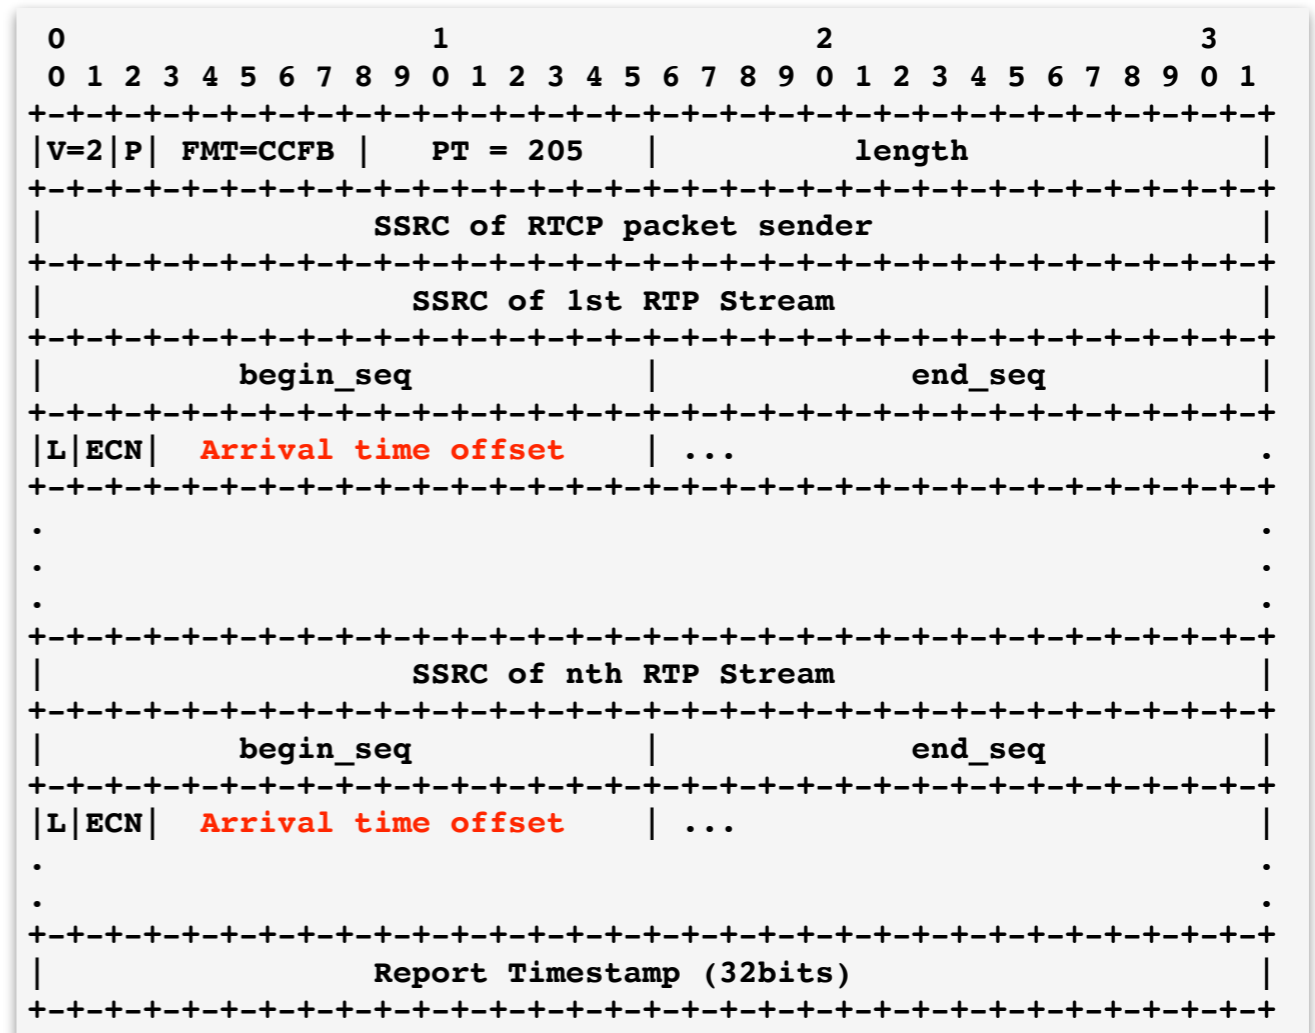 0                   1                   2                   3
 0 1 2 3 4 5 6 7 8 9 0 1 2 3 4 5 6 7 8 9 0 1 2 3 4 5 6 7 8 9 0 1
+-+-+-+-+-+-+-+-+-+-+-+-+-+-+-+-+-+-+-+-+-+-+-+-+-+-+-+-+-+-+-+-+
|V=2|P| FMT=CCFB |   PT = 205   |          length               |
+-+-+-+-+-+-+-+-+-+-+-+-+-+-+-+-+-+-+-+-+-+-+-+-+-+-+-+-+-+-+-+-+
|                 SSRC of RTCP packet sender                    |
+-+-+-+-+-+-+-+-+-+-+-+-+-+-+-+-+-+-+-+-+-+-+-+-+-+-+-+-+-+-+-+-+
|                   SSRC of 1st RTP Stream                      |
+-+-+-+-+-+-+-+-+-+-+-+-+-+-+-+-+-+-+-+-+-+-+-+-+-+-+-+-+-+-+-+-+
|          begin_seq            |             end_seq           |
+-+-+-+-+-+-+-+-+-+-+-+-+-+-+-+-+-+-+-+-+-+-+-+-+-+-+-+-+-+-+-+-+
|L|ECN|  Arrival time offset    | ...                           .
+-+-+-+-+-+-+-+-+-+-+-+-+-+-+-+-+-+-+-+-+-+-+-+-+-+-+-+-+-+-+-+-+
.                                                               .
.                                                               .
.                                                               .
+-+-+-+-+-+-+-+-+-+-+-+-+-+-+-+-+-+-+-+-+-+-+-+-+-+-+-+-+-+-+-+-+
|                   SSRC of nth RTP Stream                      |
+-+-+-+-+-+-+-+-+-+-+-+-+-+-+-+-+-+-+-+-+-+-+-+-+-+-+-+-+-+-+-+-+
|          begin_seq            |             end_seq           |
+-+-+-+-+-+-+-+-+-+-+-+-+-+-+-+-+-+-+-+-+-+-+-+-+-+-+-+-+-+-+-+-+
|L|ECN|  Arrival time offset    | ...                           |
.                                                               .
.                                                               .
+-+-+-+-+-+-+-+-+-+-+-+-+-+-+-+-+-+-+-+-+-+-+-+-+-+-+-+-+-+-+-+-+
|                 Report Timestamp (32bits)                     |
+-+-+-+-+-+-+-+-+-+-+-+-+-+-+-+-+-+-+-+-+-+-+-+-+-+-+-+-+-+-+-+-+